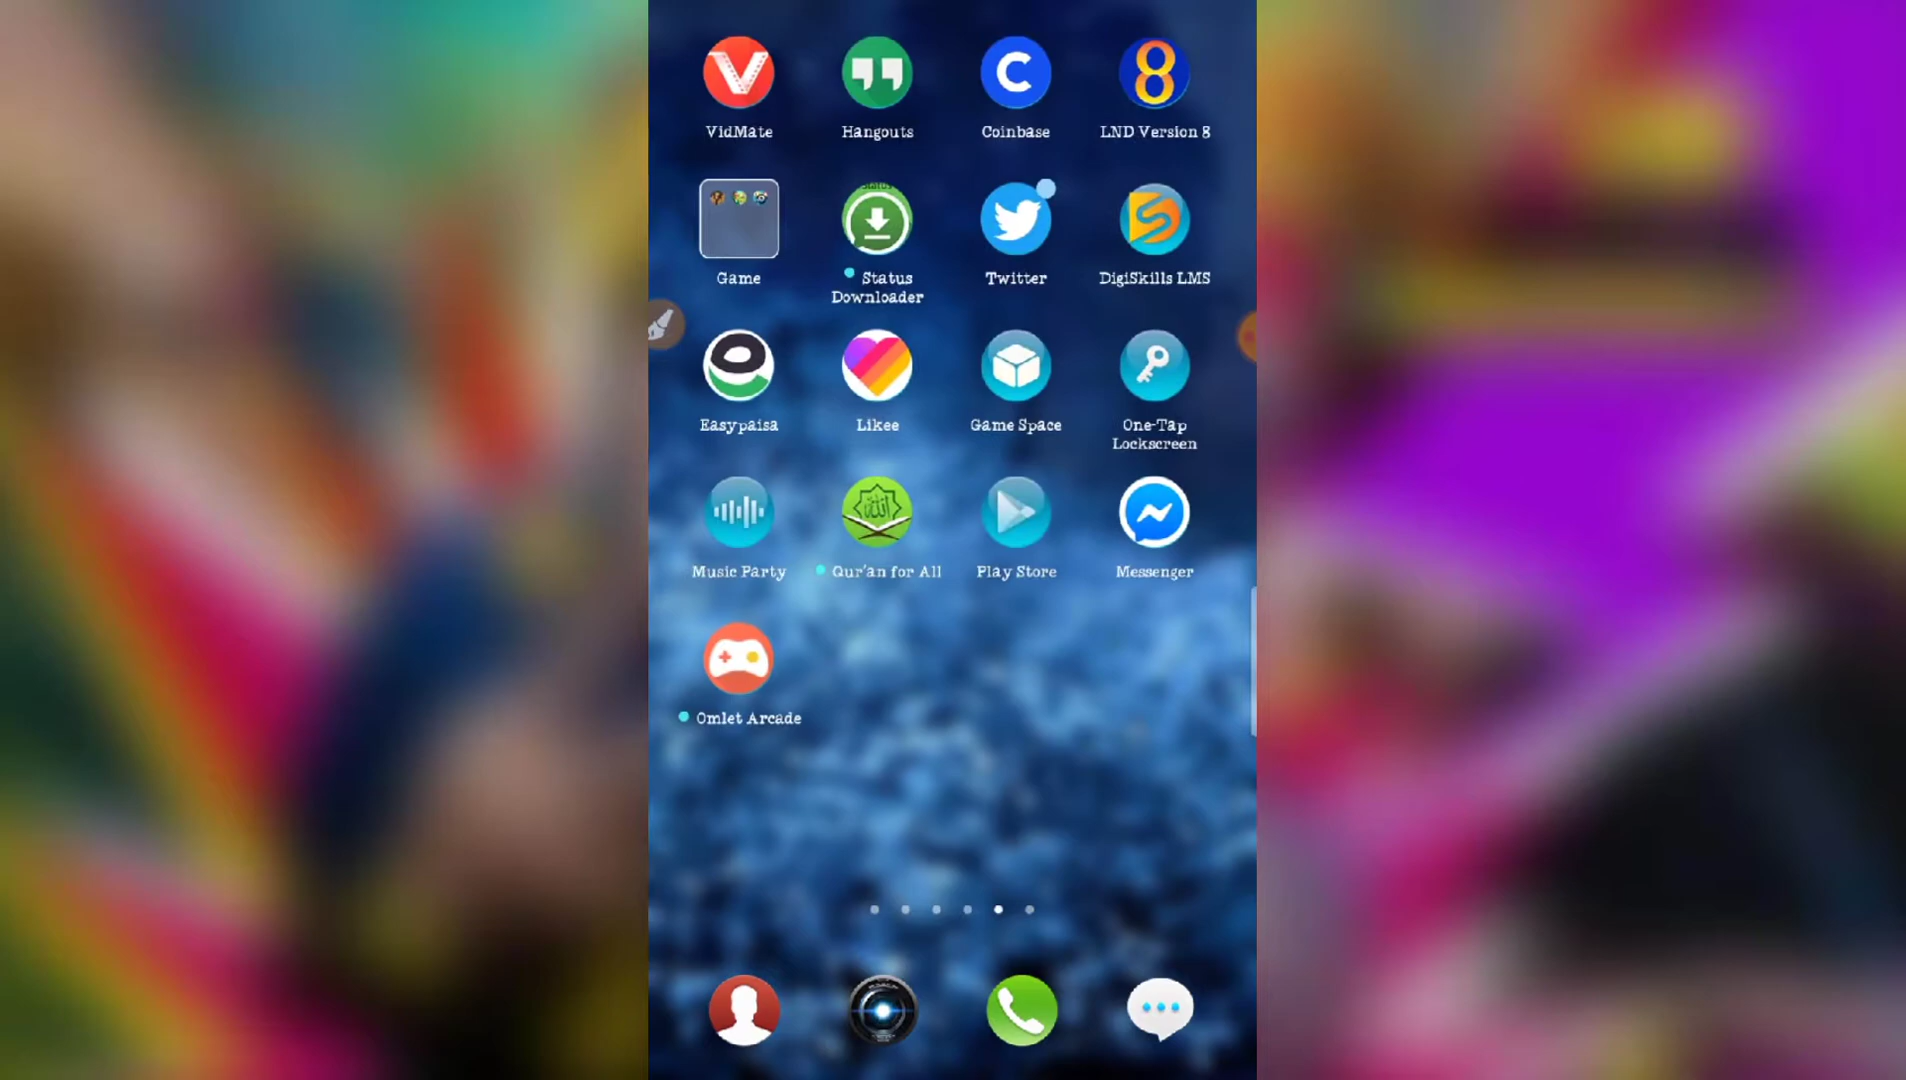 VidMate
Hangouts
Coinbase
LND Version 8
Game
Status
Downloader
Twitter
DigiSkills LMS
Easypaisa
Likee
Game Space
One-Tap
Lockscreen
Music Party
Qur'an for All
Play Store
Messenger
Omlet Arcade